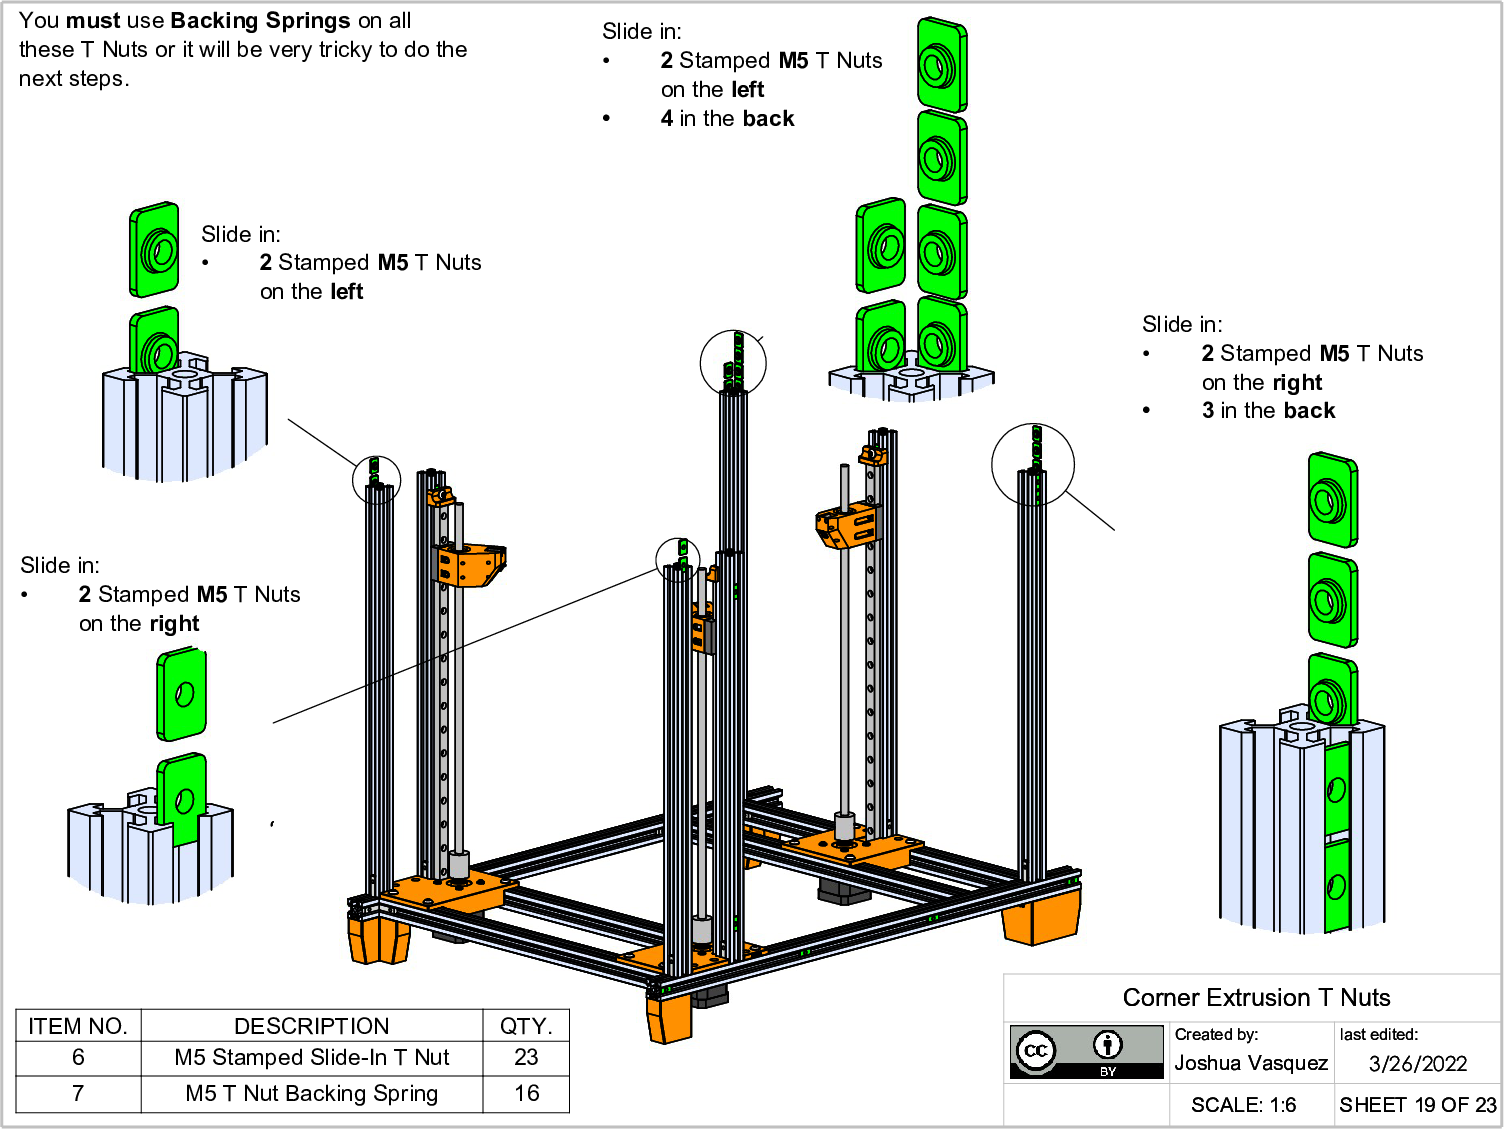 You must use Backing Springs on all
these T Nuts or it will be very tricky to do the
next steps.
Slide in:
• 2 Stamped M5 T Nuts
on the left
• 4 in the back
Slide in:
• 2 Stamped M5 T Nuts
on the left
Slide in:
• 2 Stamped M5 T Nuts
on the right
• 3 in the back
Slide in:
• 2 Stamped M5 T Nuts
on the right
ITEM NO. DESCRIPTION QTY.
6 M5 Stamped Slide-In T Nut 23
7 M5 T Nut Backing Spring 16
Corner Extrusion T Nuts
cc
BY
Created by:
Joshua Vasquez
last edited:
3/26/2022
SCALE: 1:6
SHEET 19 OF 23